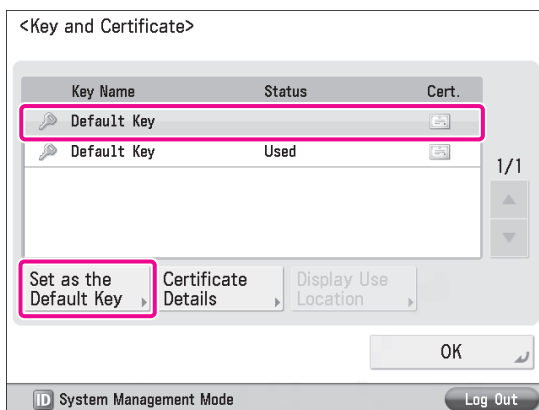 <Key and Certificate>
Key Name Status Cert.
Default Key
Default Key Used
1/1
Set as the
Default Key
Certificate
Details
Display Use
Location
OK
ID System Management Mode
Log Out